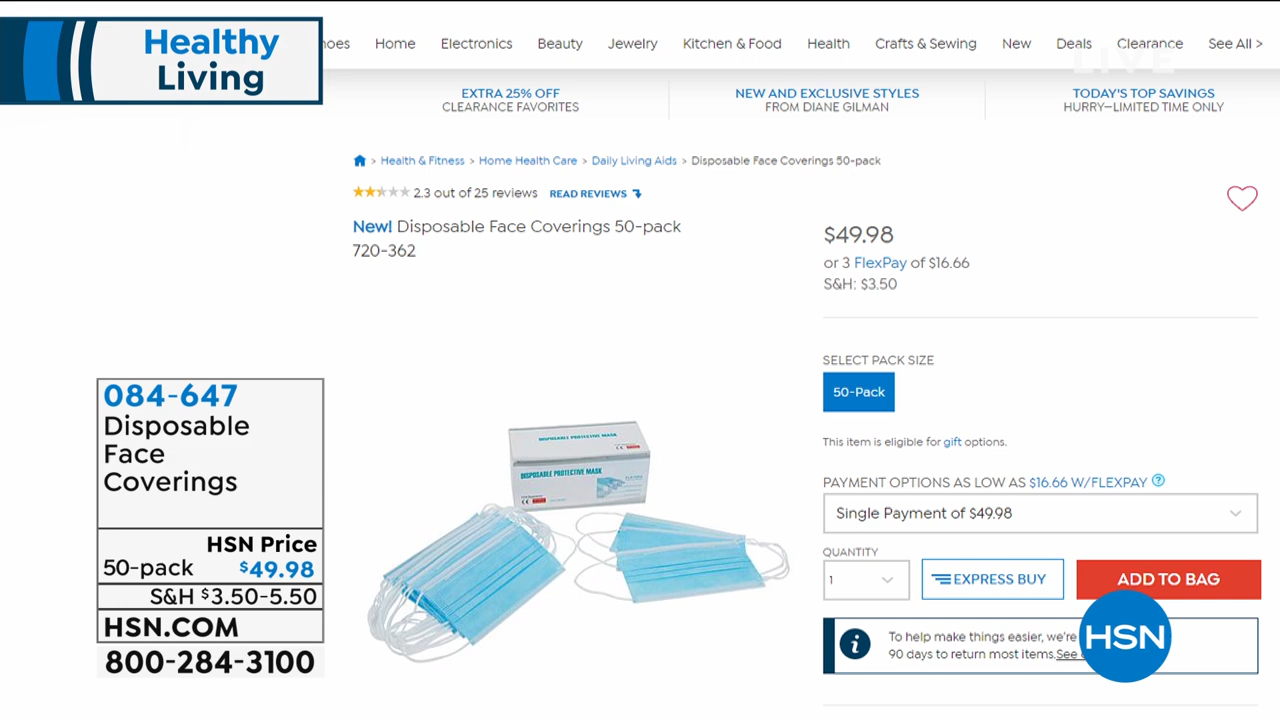 Healthy
Living
hoes Home Electronics Beauty Jewelry Kitchen & Food Health Crafts & Sewing New Deals Clearance See All >
LIVE
EXTRA 25% OFF
CLEARANCE FAVORITES
NEW AND EXCLUSIVE STYLES
FROM DIANE GILMAN
TODAY'S TOP SAVINGS
HURRY—LIMITED TIME ONLY
> Health & Fitness > Home Health Care > Daily Living Aids > Disposable Face Coverings 50-pack
2.3 out of 25 reviews READ REVIEWS
New! Disposable Face Coverings 50-pack
720-362
$49.98
or 3 FlexPay of $16.66
S&H: $3.50
SELECT PACK SIZE
50-Pack
This item is eligible for gift options.
PAYMENT OPTIONS AS LOW AS $16.66 W/FLEXPAY ?
Single Payment of $49.98
QUANTITY
1
EXPRESS BUY
ADD TO BAG
i
To help make things easier, we're
90 days to return most items. See
HSN
DISPOSABLE PROTECTIVE MASK
DISPOSABLE PROTECTIVE MASK
084-647
Disposable
Face
Coverings
HSN Price
50-pack $49.98
S&H $3.50-5.50
HSN.COM
800-284-3100